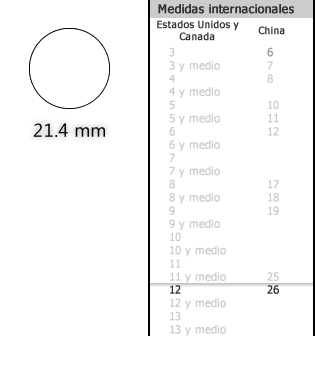 21.4 mm
Medidas internacionales
Estados Unidos y Canada China
3 6
3 y medio 7
4 8
4 y medio
5 10
5 y medio 11
6 12
6 y medio
7
7 y medio
8 17
8 y medio 18
9 19
9 y medio
10
10 y medio
11
11 y medio 25
12 26
12 y medio
13
13 y medio